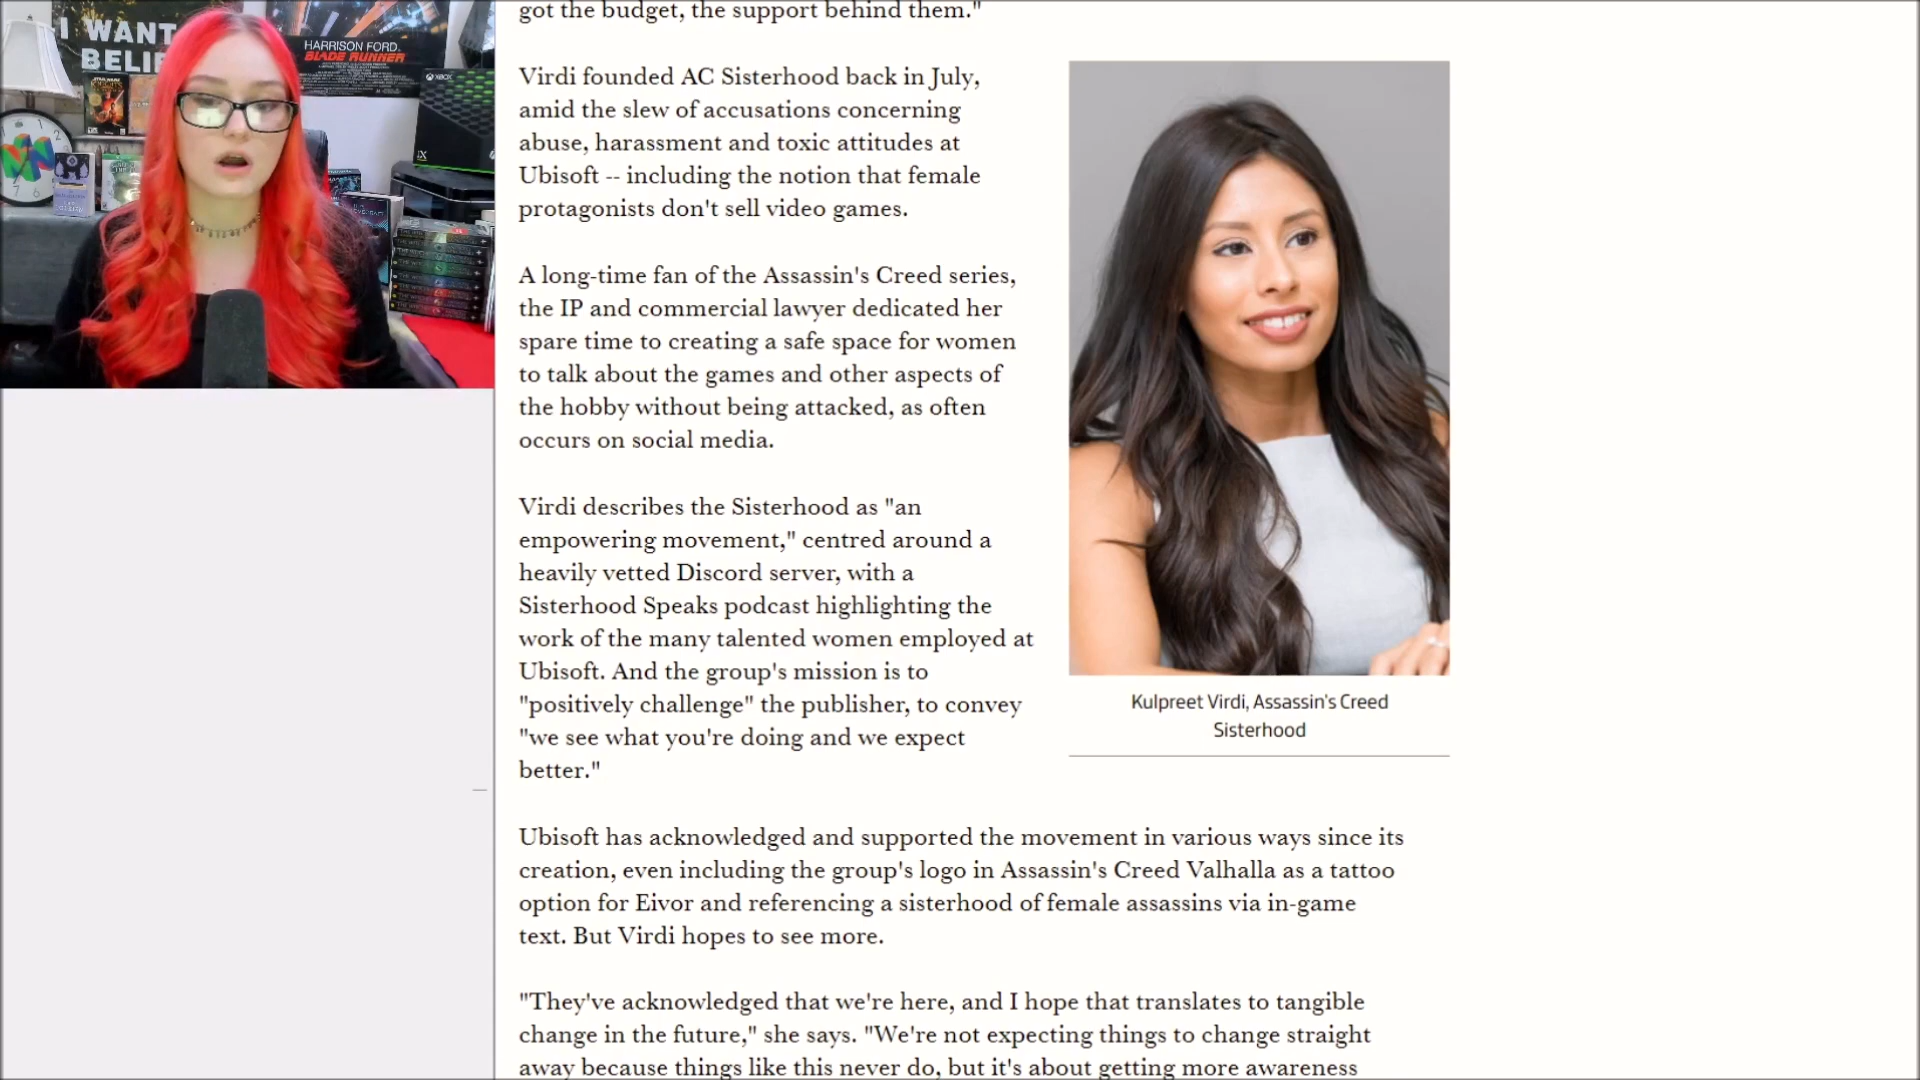 I WANT
BELIE
HARRISON FORD.
BLADE RUNNER
XBOX
got the budget, the support behind them."
Virdi founded AC Sisterhood back in July,
amid the slew of accusations concerning
abuse, harassment and toxic attitudes at
Ubisoft -- including the notion that female
protagonists don't sell video games.
A long-time fan of the Assassin's Creed series,
the IP and commercial lawyer dedicated her
spare time to creating a safe space for women
to talk about the games and other aspects of
the hobby without being attacked, as often
occurs on social media.
Virdi describes the Sisterhood as "an
empowering movement," centred around a
heavily vetted Discord server, with a
Sisterhood Speaks podcast highlighting the
work of the many talented women employed at
Ubisoft. And the group's mission is to
"positively challenge" the publisher, to convey
"we see what you're doing and we expect
better."
Kulpreet Virdi, Assassin's Creed
Sisterhood
Ubisoft has acknowledged and supported the movement in various ways since its
creation, even including the group's logo in Assassin's Creed Valhalla as a tattoo
option for Eivor and referencing a sisterhood of female assassins via in-game
text. But Virdi hopes to see more.
"They've acknowledged that we're here, and I hope that translates to tangible
change in the future," she says. "We're not expecting things to change straight
away because things like this never do, but it's about getting more awareness